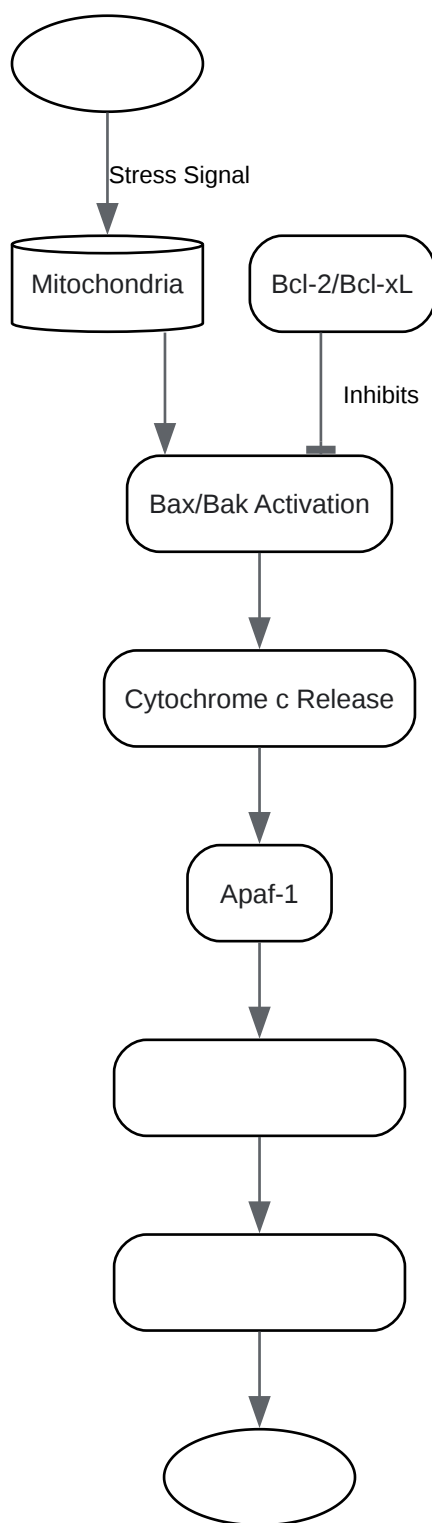 Stress Signal
Mitochondria
Bcl-2/Bcl-xL
Inhibits
Bax/Bak Activation
Cytochrome c Release
Apaf-1